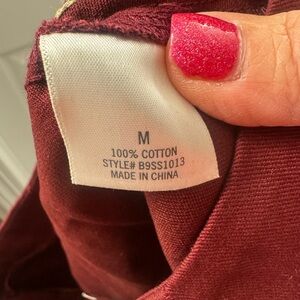 M
100% COTTON
STYLE# B9SS1013
MADE IN CHINA